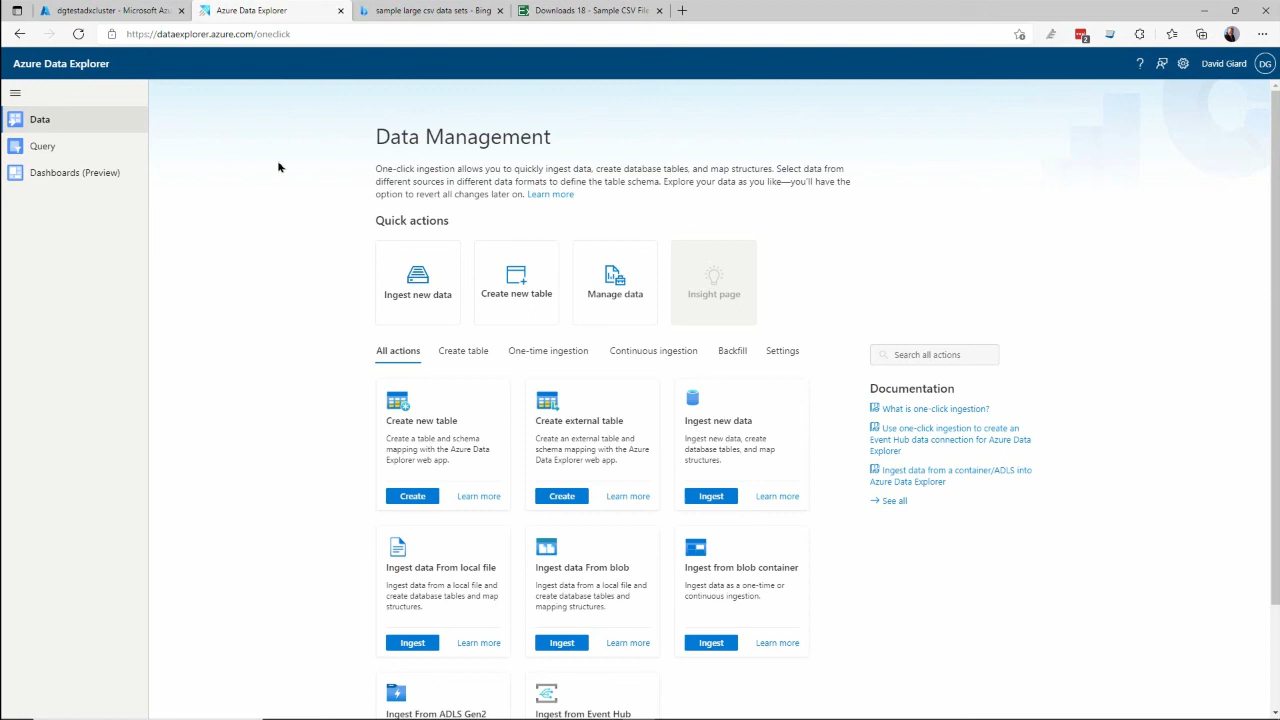 dgtestadxcluster - Microsoft Azu
Azure Data Explorer
sample large csv data sets - Bing
Downloads 18 - Sample CSV File
https://dataexplorer.azure.com/oneclick
2
Azure Data Explorer
David Giard
DG
Data
Query
Dashboards (Preview)
Data Management
One-click ingestion allows you to quickly ingest data, create database tables, and map structures. Select data from
different sources in different data formats to define the table schema. Explore your data as you like—you'll have the
option to revert all changes later on. Learn more
Quick actions
Ingest new data
Create new table
Manage data
Insight page
All actions
Create table
One-time ingestion
Continuous ingestion
Backfill
Settings
Search all actions
Create new table
Create a table and schema
mapping with the Azure Data
Explorer web app.
Create
Learn more
Create external table
Create an external table and
schema mapping with the Azure
Data Explorer web app.
Create
Learn more
Ingest new data
Ingest new data, create
database tables, and map
structures.
Ingest
Learn more
Documentation
What is one-click ingestion?
Use one-click ingestion to create an
Event Hub data connection for Azure Data
Explorer
Ingest data from a container/ADLS into
Azure Data Explorer
See all
Ingest data From local file
Ingest data from a local file and
create database tables and map
structures.
Ingest
Learn more
Ingest data From blob
Ingest data from a local file and
create database tables and
mapping structures.
Ingest
Learn more
Ingest from blob container
Ingest data as a one-time or
continuous ingestion.
Ingest
Learn more
Ingest From ADLS Gen2
Ingest from Event Hub